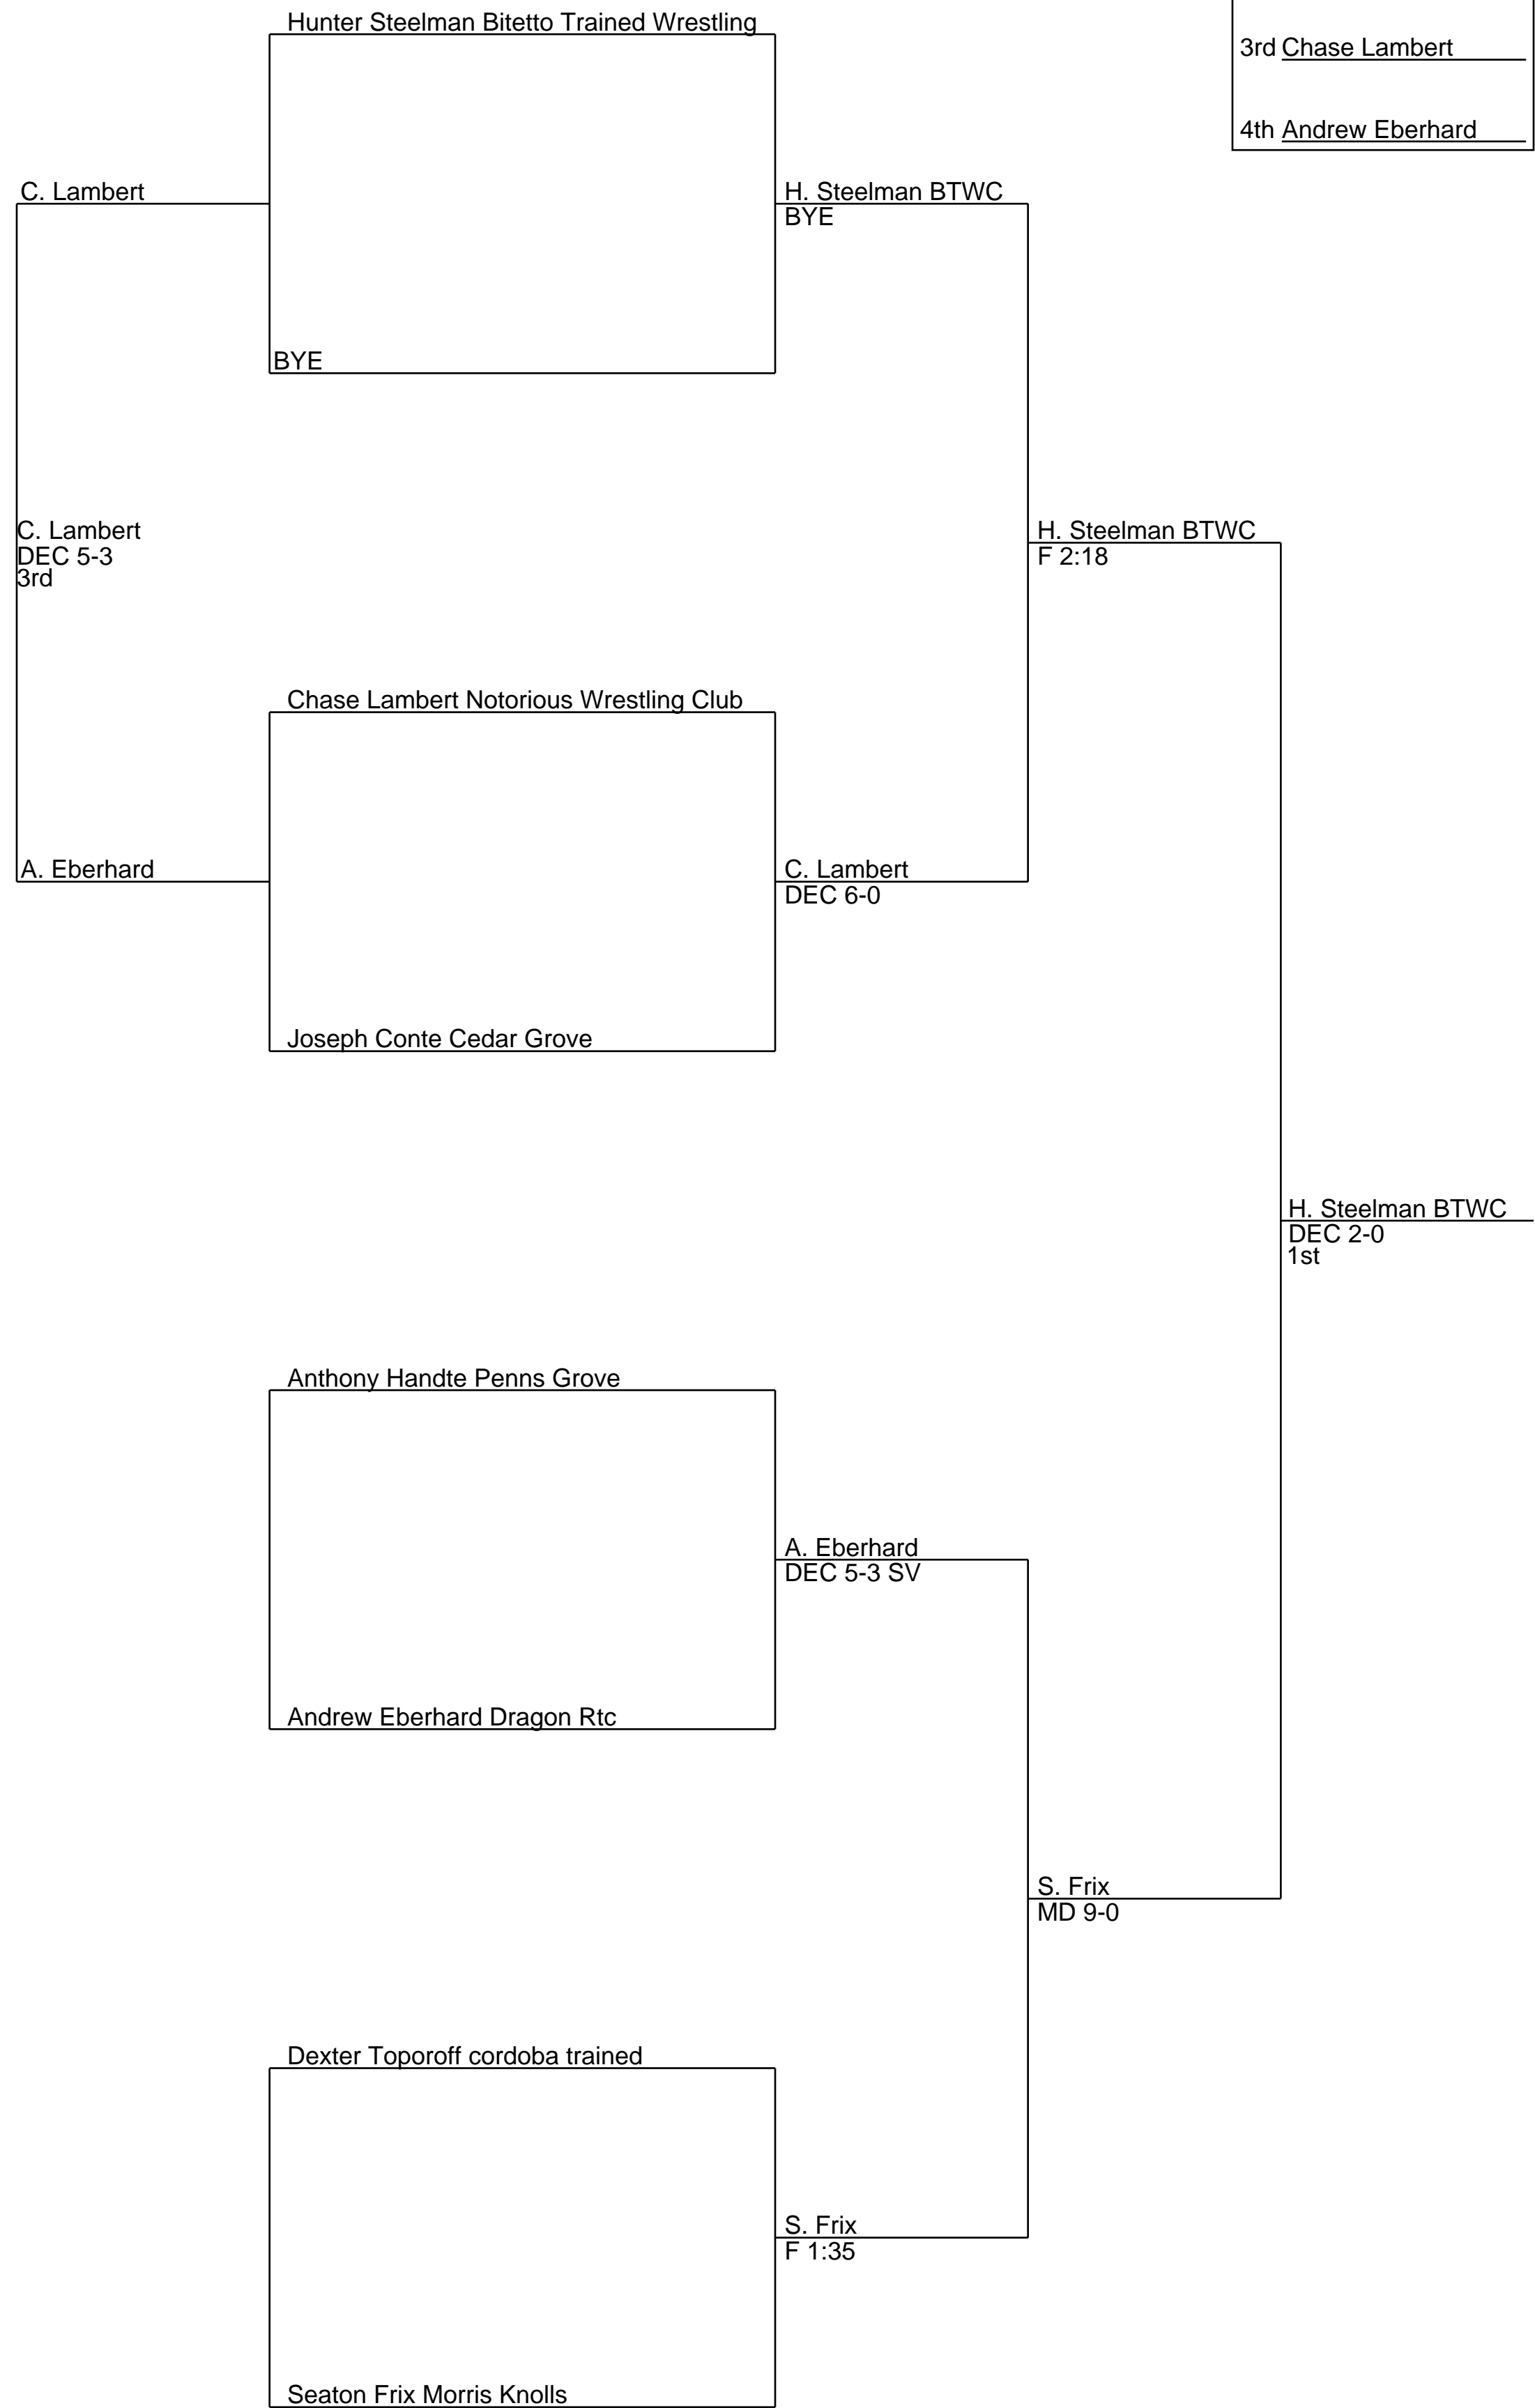 Hunter Steelman Bitetto Trained Wrestling
3rd Chase Lambert
4th Andrew Eberhard
C. Lambert
H. Steelman BTWC
BYE
BYE
C. Lambert
DEC 5-3
3rd
H. Steelman BTWC
F 2:18
Chase Lambert Notorious Wrestling Club
A. Eberhard
C. Lambert
DEC 6-0
Joseph Conte Cedar Grove
H. Steelman BTWC
DEC 2-0
1st
Anthony Handte Penns Grove
A. Eberhard
DEC 5-3 SV
Andrew Eberhard Dragon Rtc
S. Frix
MD 9-0
Dexter Toporoff cordoba trained
S. Frix
F 1:35
Seaton Frix Morris Knolls